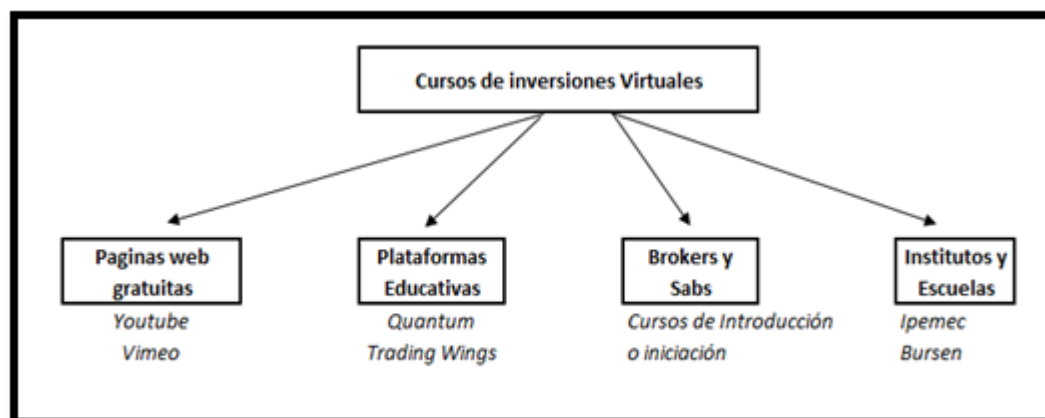 Cursos de inversiones Virtuales
Paginas web
gratuitas
Youtube
Vimeo
Plataformas
Educativas
Quantum
Trading Wings
Brokers y
Sabs
Cursos de Introducción
o iniciación
Institutos y
Escuelas
Ipemec
Bursen